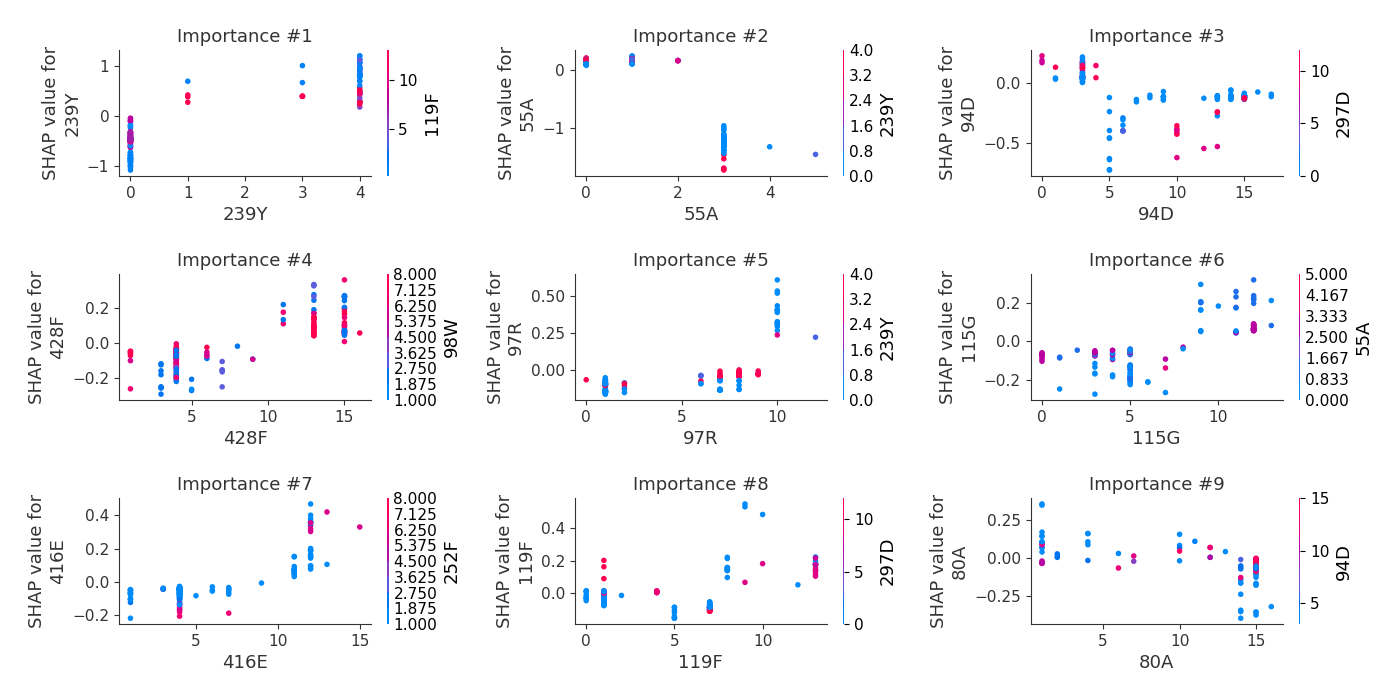 Importance #1
SHAP value for
239Y
1
0
−1
0
1
2
3
4
239Y
10
5
119F
Importance #2
SHAP value for
55A
0
−1
0
2
4
55A
4.0
3.2
2.4
1.6
0.8
0.0
239Y
Importance #3
SHAP value for
94D
0.0
−0.5
0
5
10
15
94D
10
5
0
297D
Importance #4
SHAP value for
428F
0.2
0.0
−0.2
5
10
15
428F
8.000
7.125
6.250
5.375
4.500
3.625
2.750
1.875
1.000
98W
Importance #5
SHAP value for
97R
0.50
0.25
0.00
0
5
10
97R
4.0
3.2
2.4
1.6
0.8
0.0
239Y
Importance #6
SHAP value for
115G
0.2
0.0
−0.2
0
5
10
115G
5.000
4.167
3.333
2.500
1.667
0.833
0.000
55A
Importance #7
SHAP value for
416E
0.4
0.2
0.0
−0.2
5
10
15
416E
8.000
7.125
6.250
5.375
4.500
3.625
2.750
1.875
1.000
252F
Importance #8
SHAP value for
119F
0.4
0.2
0.0
0
5
10
119F
10
5
0
297D
Importance #9
SHAP value for
80A
0.25
0.00
−0.25
5
10
15
80A
15
10
5
94D